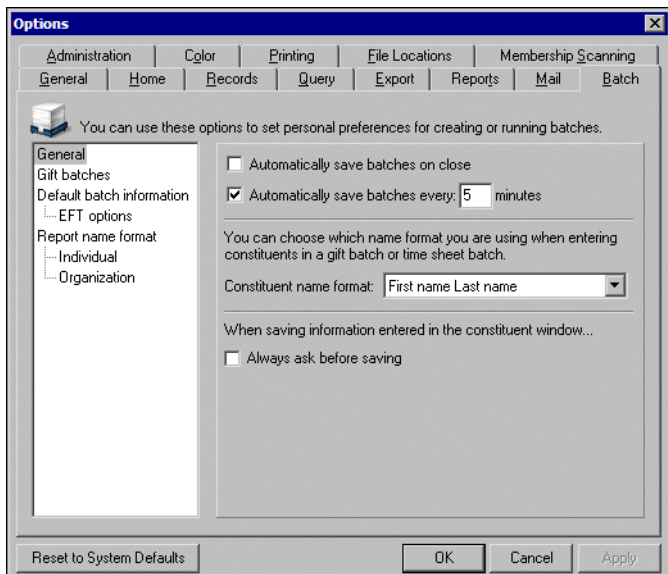 Options
Administration Color Printing File Locations Membership Scanning
General Home Records Query Export Reports Mail Batch
You can use these options to set personal preferences for creating or running batches.
General
Gift batches
Default batch information
EFT options
Report name format
Individual
Organization
Automatically save batches on close
Automatically save batches every: 5 minutes
You can choose which name format you are using when entering
constituents in a gift batch or time sheet batch.
Constituent name format: First name Last name
When saving information entered in the constituent window...
Always ask before saving
Reset to System Defaults OK Cancel Apply